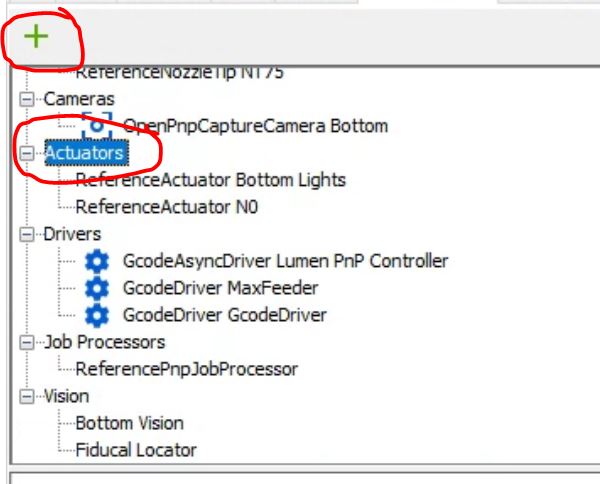 ReferenceNozzleTip NT75
Cameras
OpenPnpCaptureCamera Bottom
Actuators
ReferenceActuator Bottom Lights
ReferenceActuator N0
Drivers
GcodeAsyncDriver Lumen PnP Controller
GcodeDriver MaxFeeder
GcodeDriver GcodeDriver
Job Processors
ReferencePnpJobProcessor
Vision
Bottom Vision
Fiducal Locator